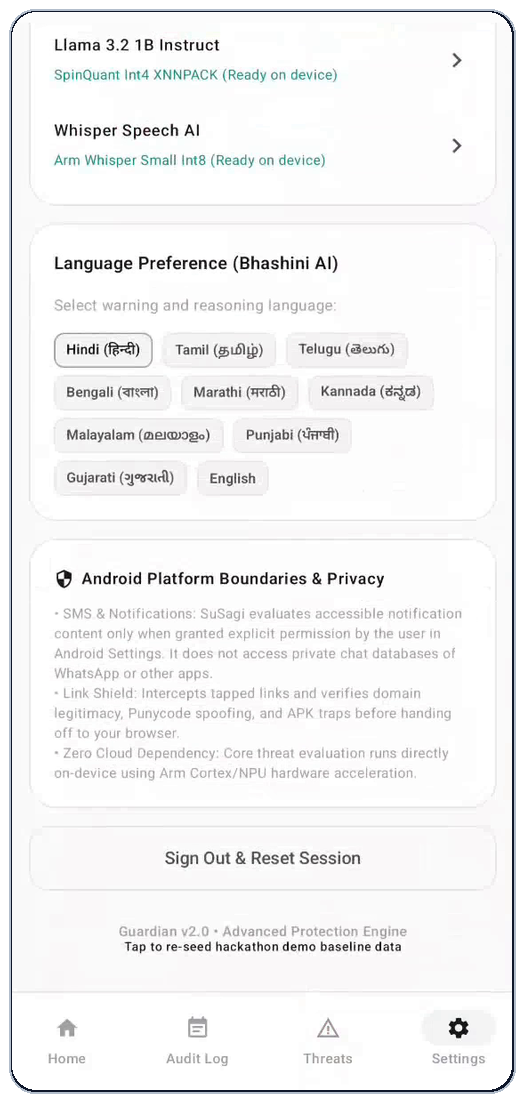 Llama 3.2 1B Instruct
SpinQuant Int4 XNNPACK (Ready on device)
Whisper Speech AI
Arm Whisper Small Int8 (Ready on device)
Language Preference (Bhashini AI)
Select warning and reasoning language:
Hindi (हिन्दी)
Tamil (தமிழ்)
Telugu (తెలుగు)
Bengali (বাংলা)
Marathi (मराठी)
Kannada (ಕನ್ನಡ)
Malayalam (മലയാളം)
Punjabi (ਪੰਜਾਬੀ)
Gujarati (ગુજરાતી)
English
Android Platform Boundaries & Privacy
• SMS & Notifications: SuSagi evaluates accessible notification
content only when granted explicit permission by the user in
Android Settings. It does not access private chat databases of
WhatsApp or other apps.
• Link Shield: Intercepts tapped links and verifies domain
legitimacy, Punycode spoofing, and APK traps before handing
off to your browser.
• Zero Cloud Dependency: Core threat evaluation runs directly
on-device using Arm Cortex/NPU hardware acceleration.
Sign Out & Reset Session
Guardian v2.0 • Advanced Protection Engine
Tap to re-seed hackathon demo baseline data
Home
Audit Log
Threats
Settings